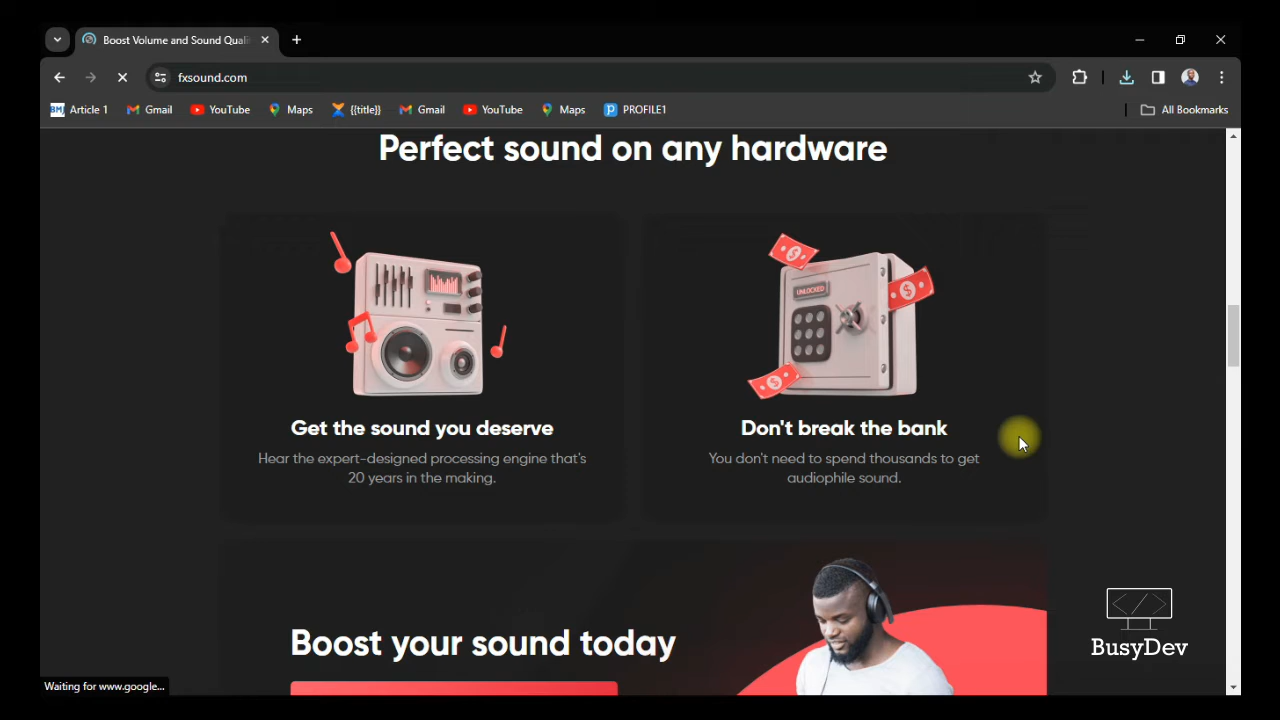 Boost Volume and Sound Quali
fxsound.com
BMJ Article 1
Gmail
YouTube
Maps
{{title}}
Gmail
YouTube
Maps
PROFILE1
All Bookmarks
Perfect sound on any hardware
UNLOCKED
Get the sound you deserve
Hear the expert-designed processing engine that's
20 years in the making.
Don't break the bank
You don't need to spend thousands to get
audiophile sound.
Boost your sound today
</>
BusyDev
Waiting for www.google...